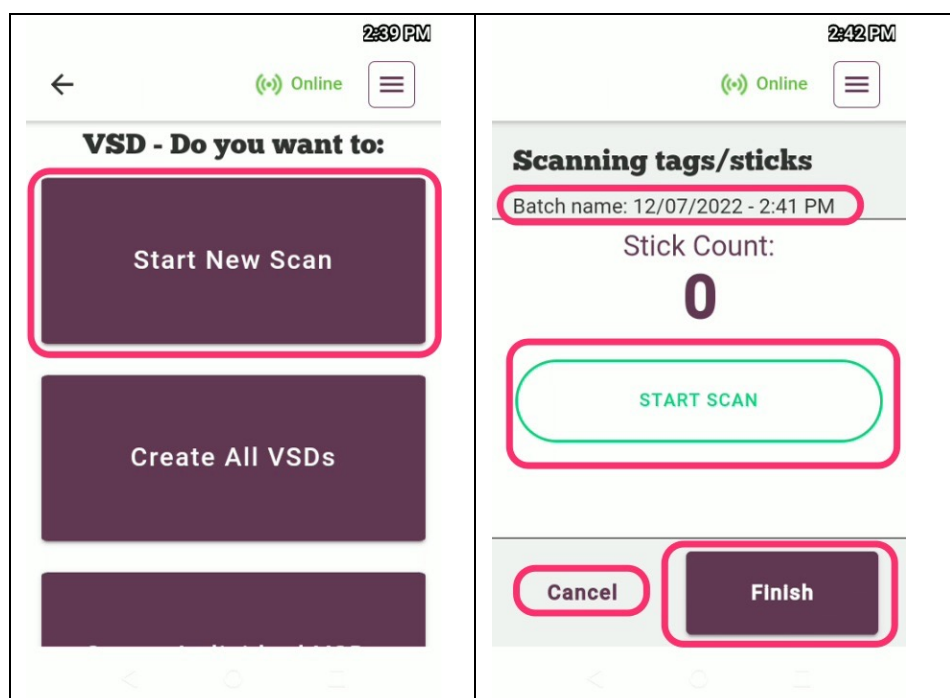 2:39 PM
Online
VSD - Do you want to:
Start New Scan
Create All VSDs
2:42 PM
Online
Scanning tags/sticks
Batch name: 12/07/2022 - 2:41 PM
Stick Count:
0
START SCAN
Cancel
Finish